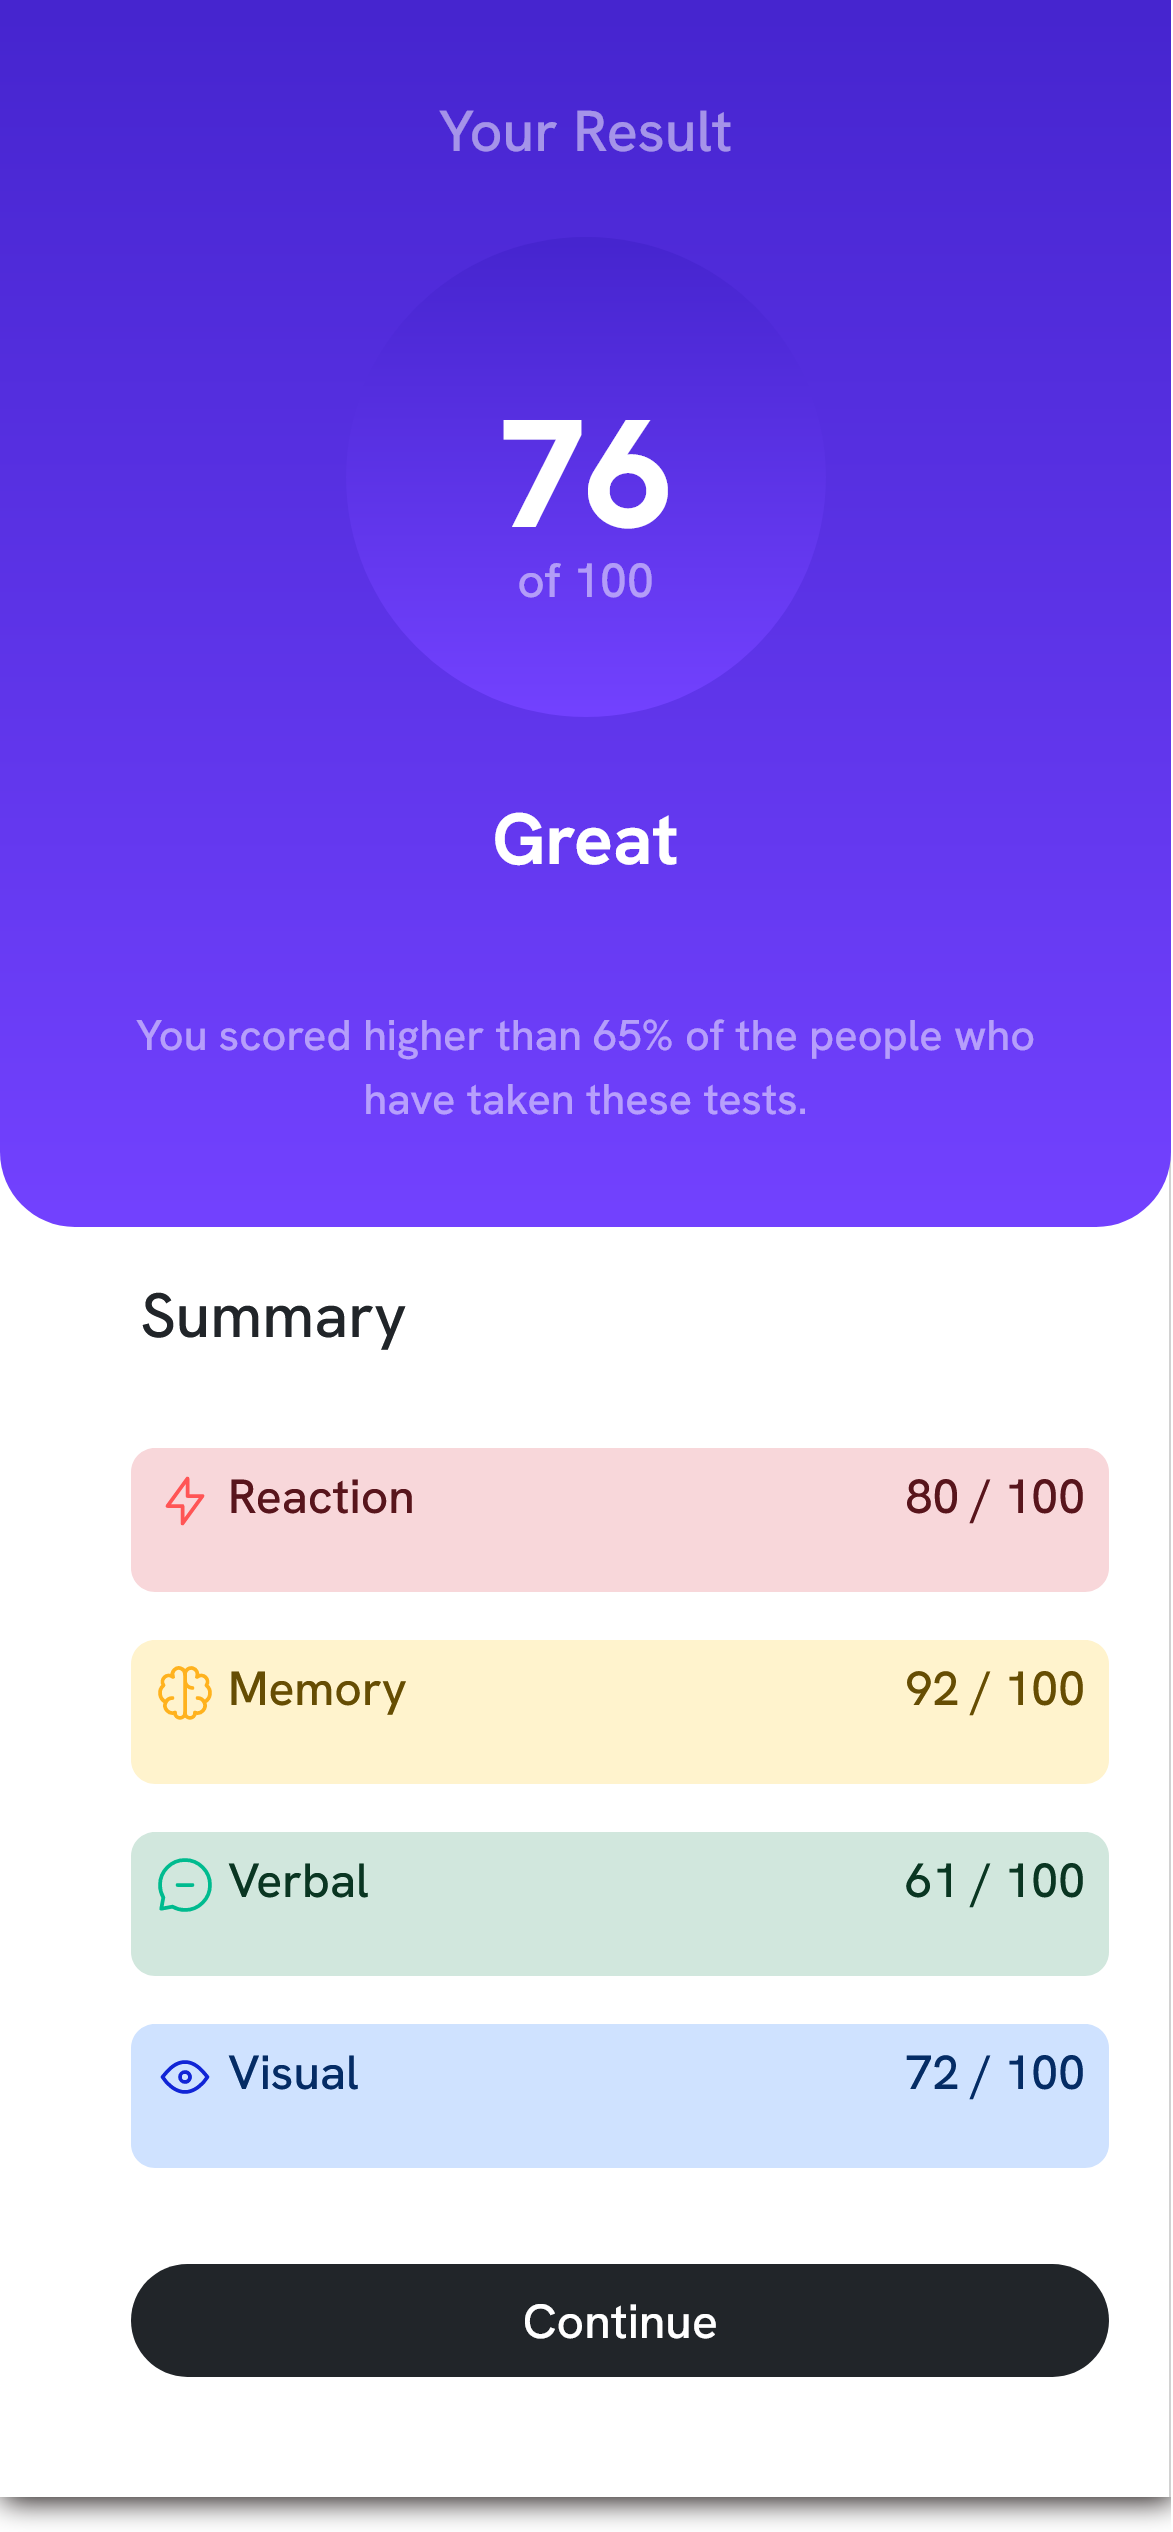 Your Result
76
of 100
Great
You scored higher than 65% of the people who
have taken these tests.
Summary
Reaction 80 / 100
Memory 92 / 100
Verbal 61 / 100
Visual 72 / 100
Continue